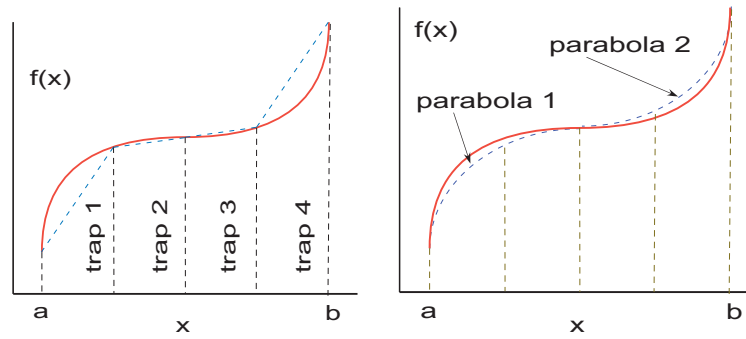 f(x)
trap 1
trap 2
trap 3
trap 4
a
x
b
f(x)
parabola 2
parabola 1
a
x
b